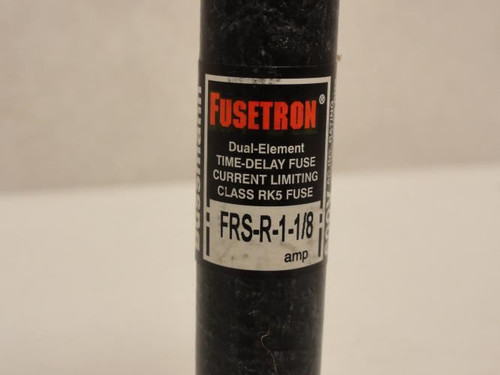 FUSETRON®
Dual-Element
TIME-DELAY FUSE
CURRENT LIMITING
CLASS RK5 FUSE
FRS-R-1-1/8
amp